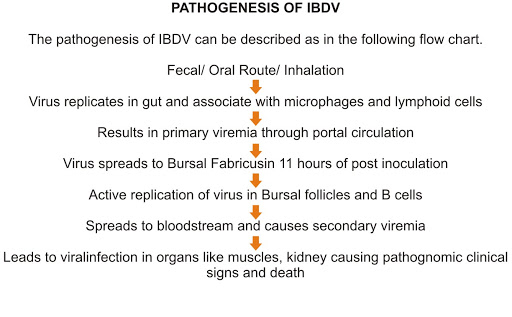 PATHOGENESIS OF IBDV
The pathogenesis of IBDV can be described as in the following flow chart.
Fecal/ Oral Route/ Inhalation
Virus replicates in gut and associate with microphages and lymphoid cells
Results in primary viremia through portal circulation
Virus spreads to Bursal Fabricusin 11 hours of post inoculation
Active replication of virus in Bursal follicles and B cells
Spreads to bloodstream and causes secondary viremia
Leads to viralinfection in organs like muscles, kidney causing pathognomic clinical
signs and death